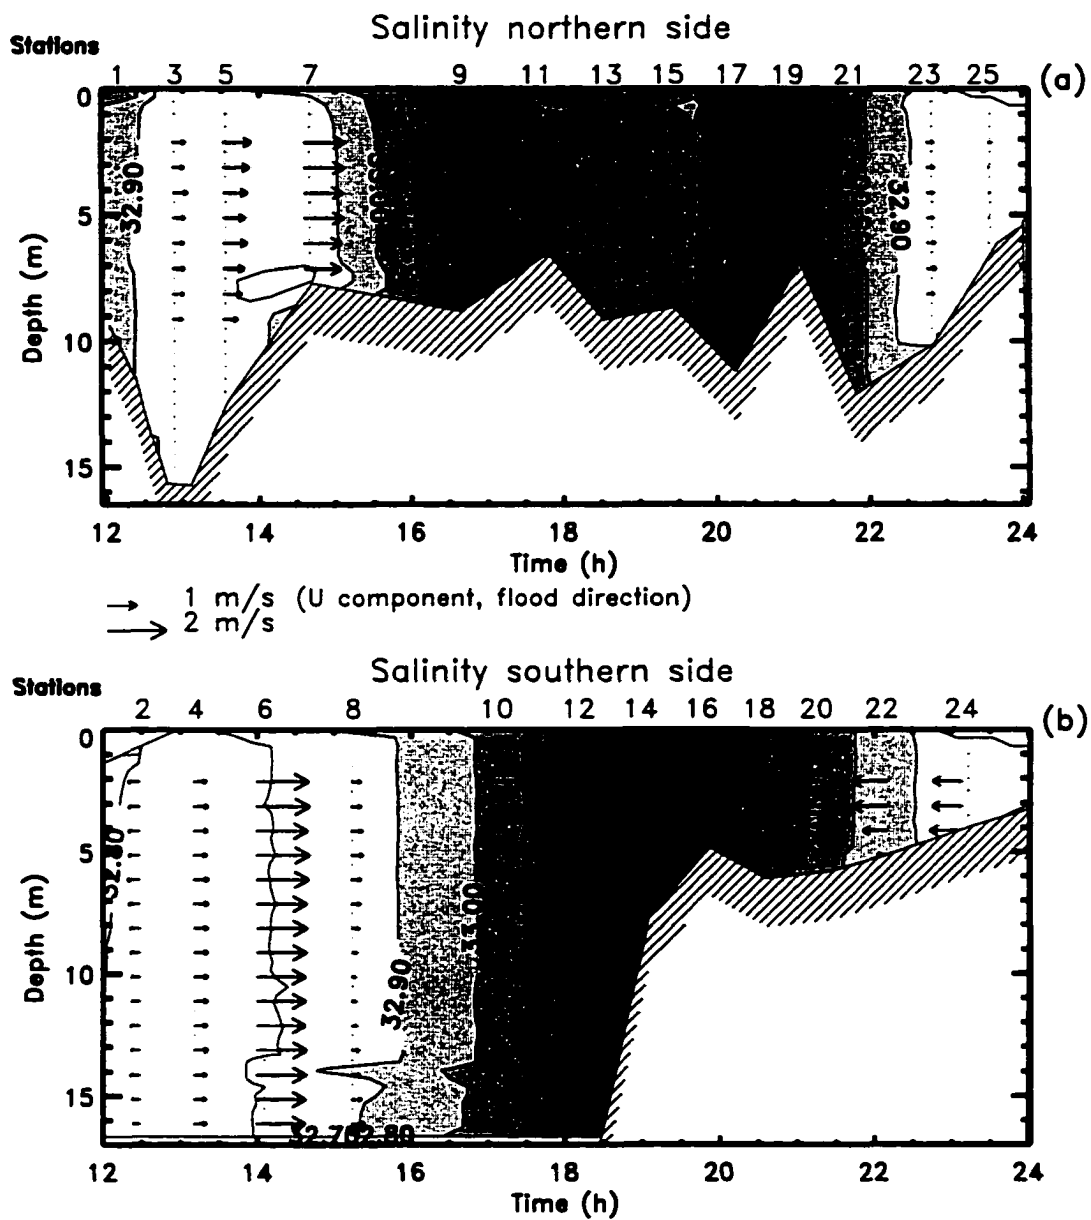 Salinity northern side
Stations
1 3 5 7 9 11 13 15 17 19 21 23 25 (a)
0
5
10
15
Depth (m)
32.90
32.90
12 14 16 18 20 22 24
Time (h)
1 m/s (U component, flood direction)
2 m/s
Salinity southern side
Stations
2 4 6 8 10 12 14 16 18 20 22 24 (b)
0
5
10
15
Depth (m)
32.80
32.90
32.70 32.80
12 14 16 18 20 22 24
Time (h)